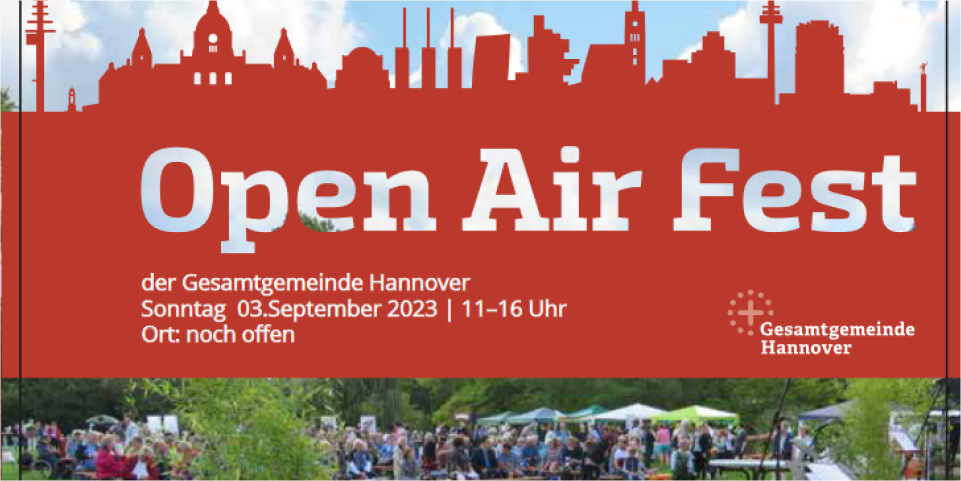 Open Air Fest
der Gesamtgemeinde Hannover
Sonntag 03.September 2023 | 11–16 Uhr
Ort: noch offen
Gesamtgemeinde
Hannover